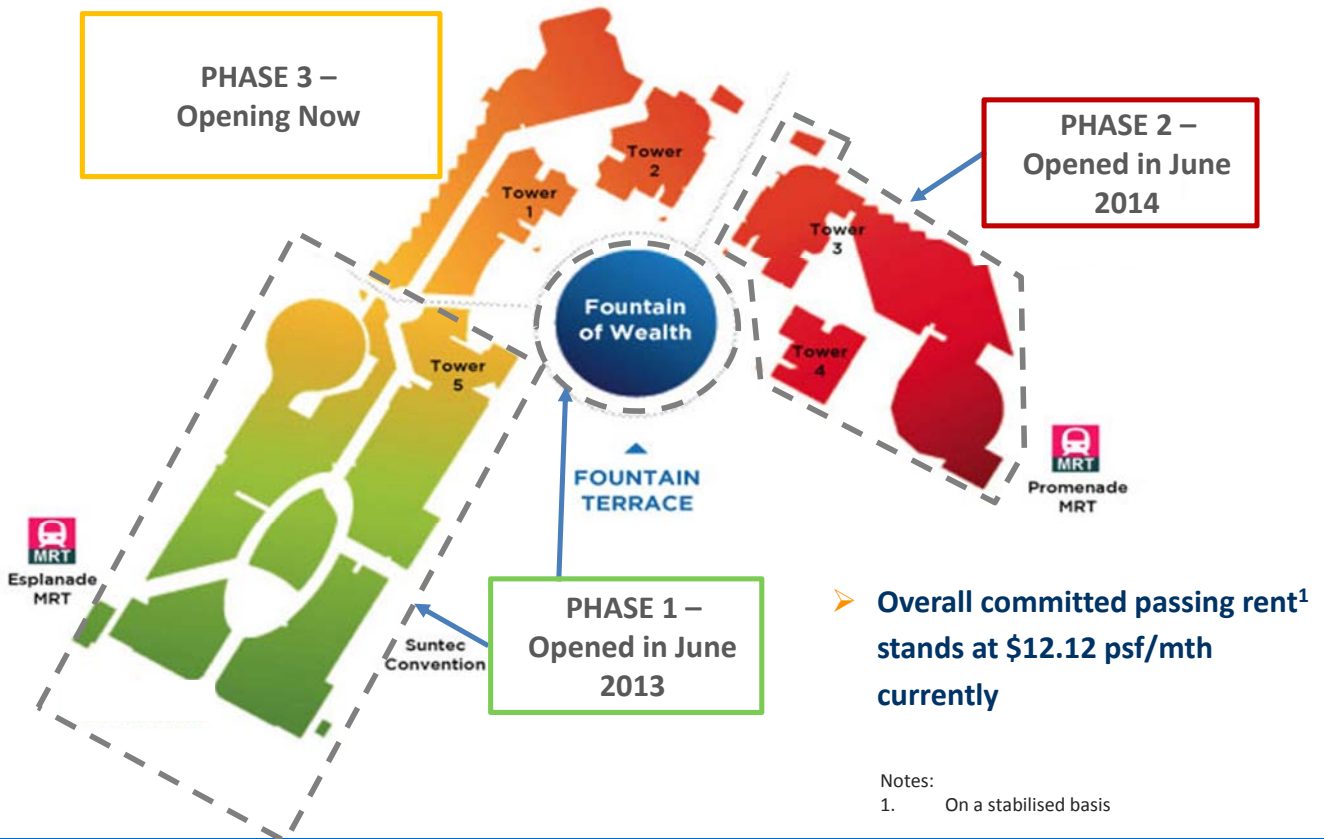 PHASE 3 –
Opening Now
PHASE 2 –
Opened in June
2014
Tower
2
Tower
1
Tower
3
Fountain
of Wealth
Tower
4
Tower
5
FOUNTAIN
TERRACE
MRT
Promenade
MRT
MRT
Esplanade
MRT
PHASE 1 –
Opened in June
2013
Suntec
Convention
➢ Overall committed passing rent¹
stands at $12.12 psf/mth
currently
Notes:
1. On a stabilised basis